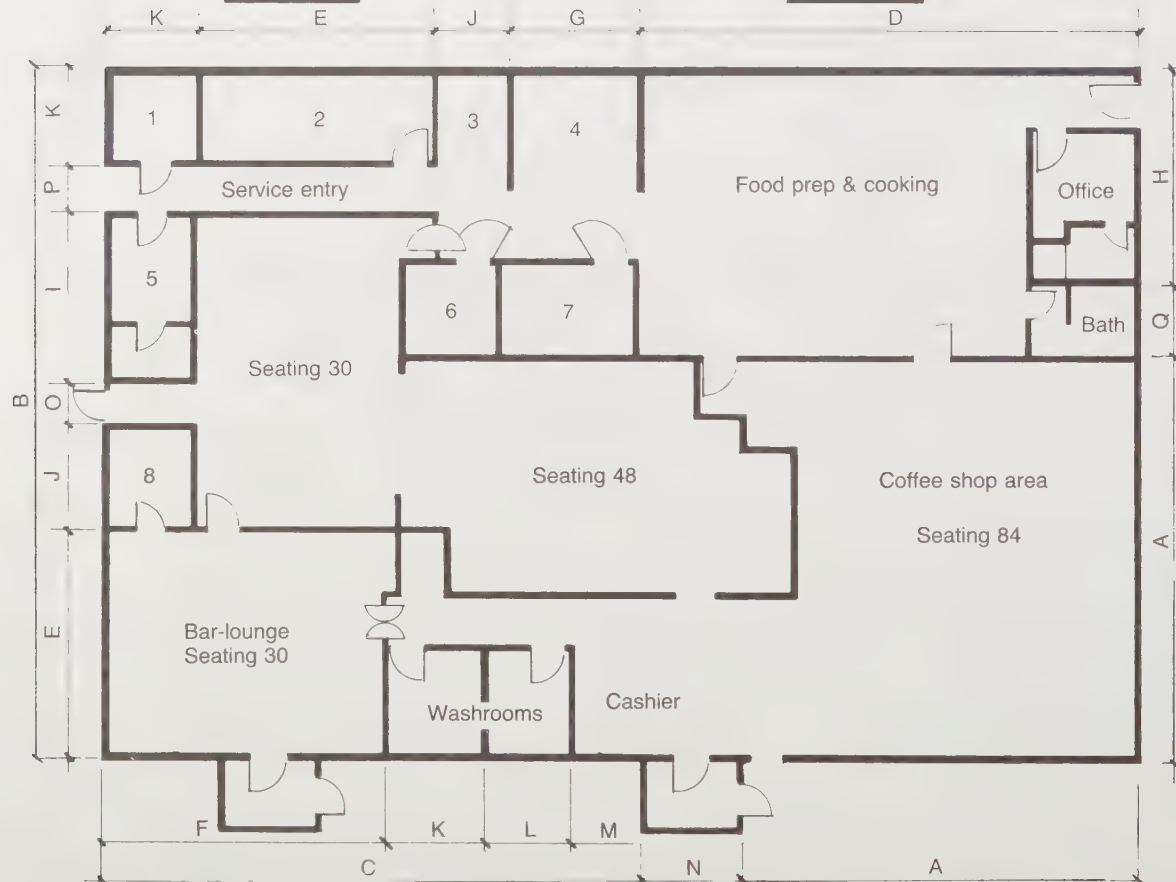 K E J G D
K
1
2
3
4
P
Service entry
Food prep & cooking
Office
H
I
5
6
7
Bath
Q
Seating 30
B
O
J
8
Seating 48
Coffee shop area
Seating 84
A
E
Bar-lounge
Seating 30
Washrooms
Cashier
F K L M
C N A